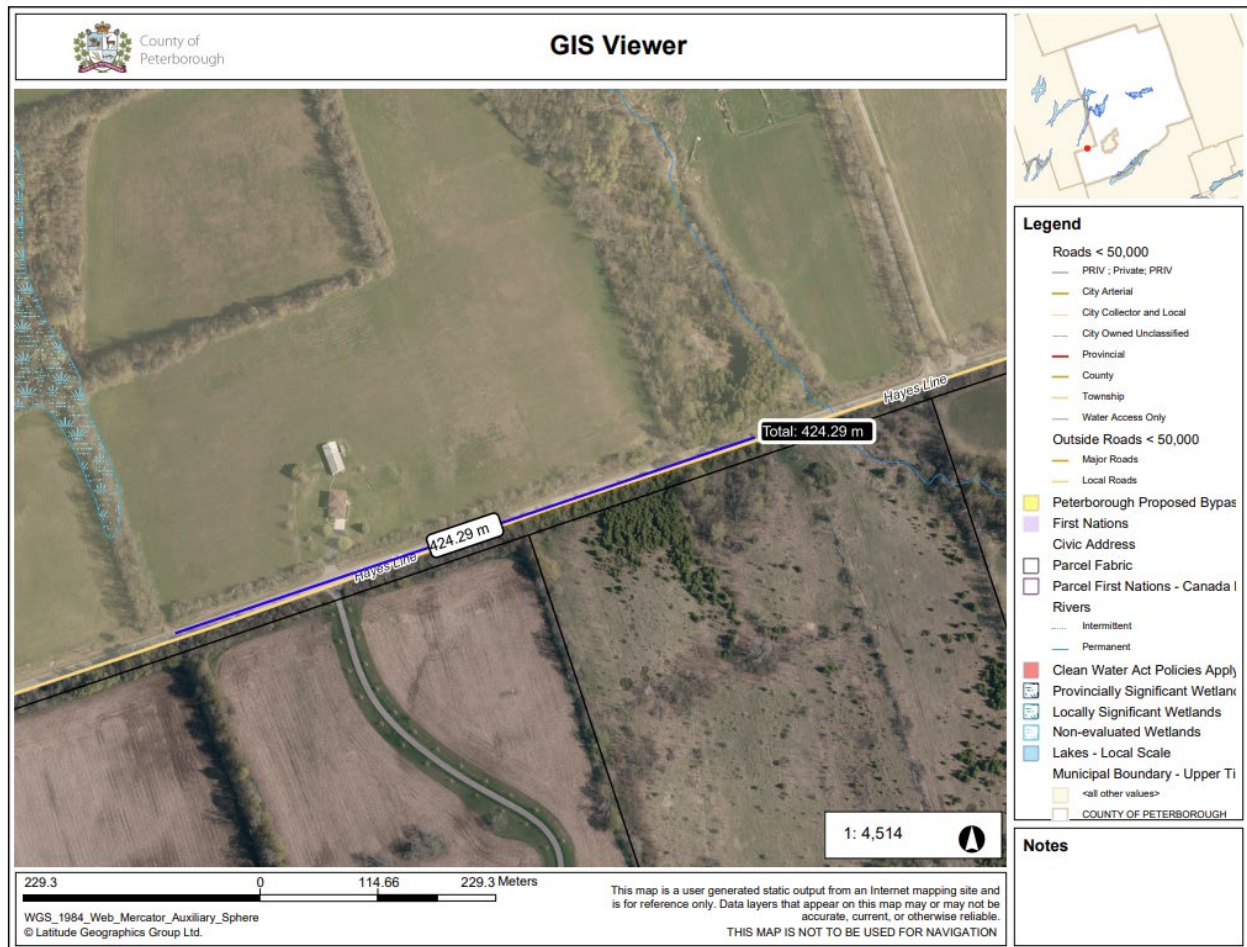 County of
Peterborough
GIS Viewer
Hayes Line
Total: 424.29 m
424.29 m
Hayes Line
1: 4,514
Legend
Roads < 50,000
PRIV ; Private; PRIV
City Arterial
City Collector and Local
City Owned Unclassified
Provincial
County
Township
Water Access Only
Outside Roads < 50,000
Major Roads
Local Roads
Peterborough Proposed Bypas
First Nations
Civic Address
Parcel Fabric
Parcel First Nations - Canada
Rivers
Intermittent
Permanent
Clean Water Act Policies Apply
Provincially Significant Wetland
Locally Significant Wetlands
Non-evaluated Wetlands
Lakes - Local Scale
Municipal Boundary - Upper Ti
<all other values>
COUNTY OF PETERBOROUGH
Notes
229.3 0 114.66 229.3 Meters
WGS_1984_Web_Mercator_Auxiliary_Sphere
© Latitude Geographics Group Ltd.
This map is a user generated static output from an Internet mapping site and
is for reference only. Data layers that appear on this map may or may not be
accurate, current, or otherwise reliable.
THIS MAP IS NOT TO BE USED FOR NAVIGATION